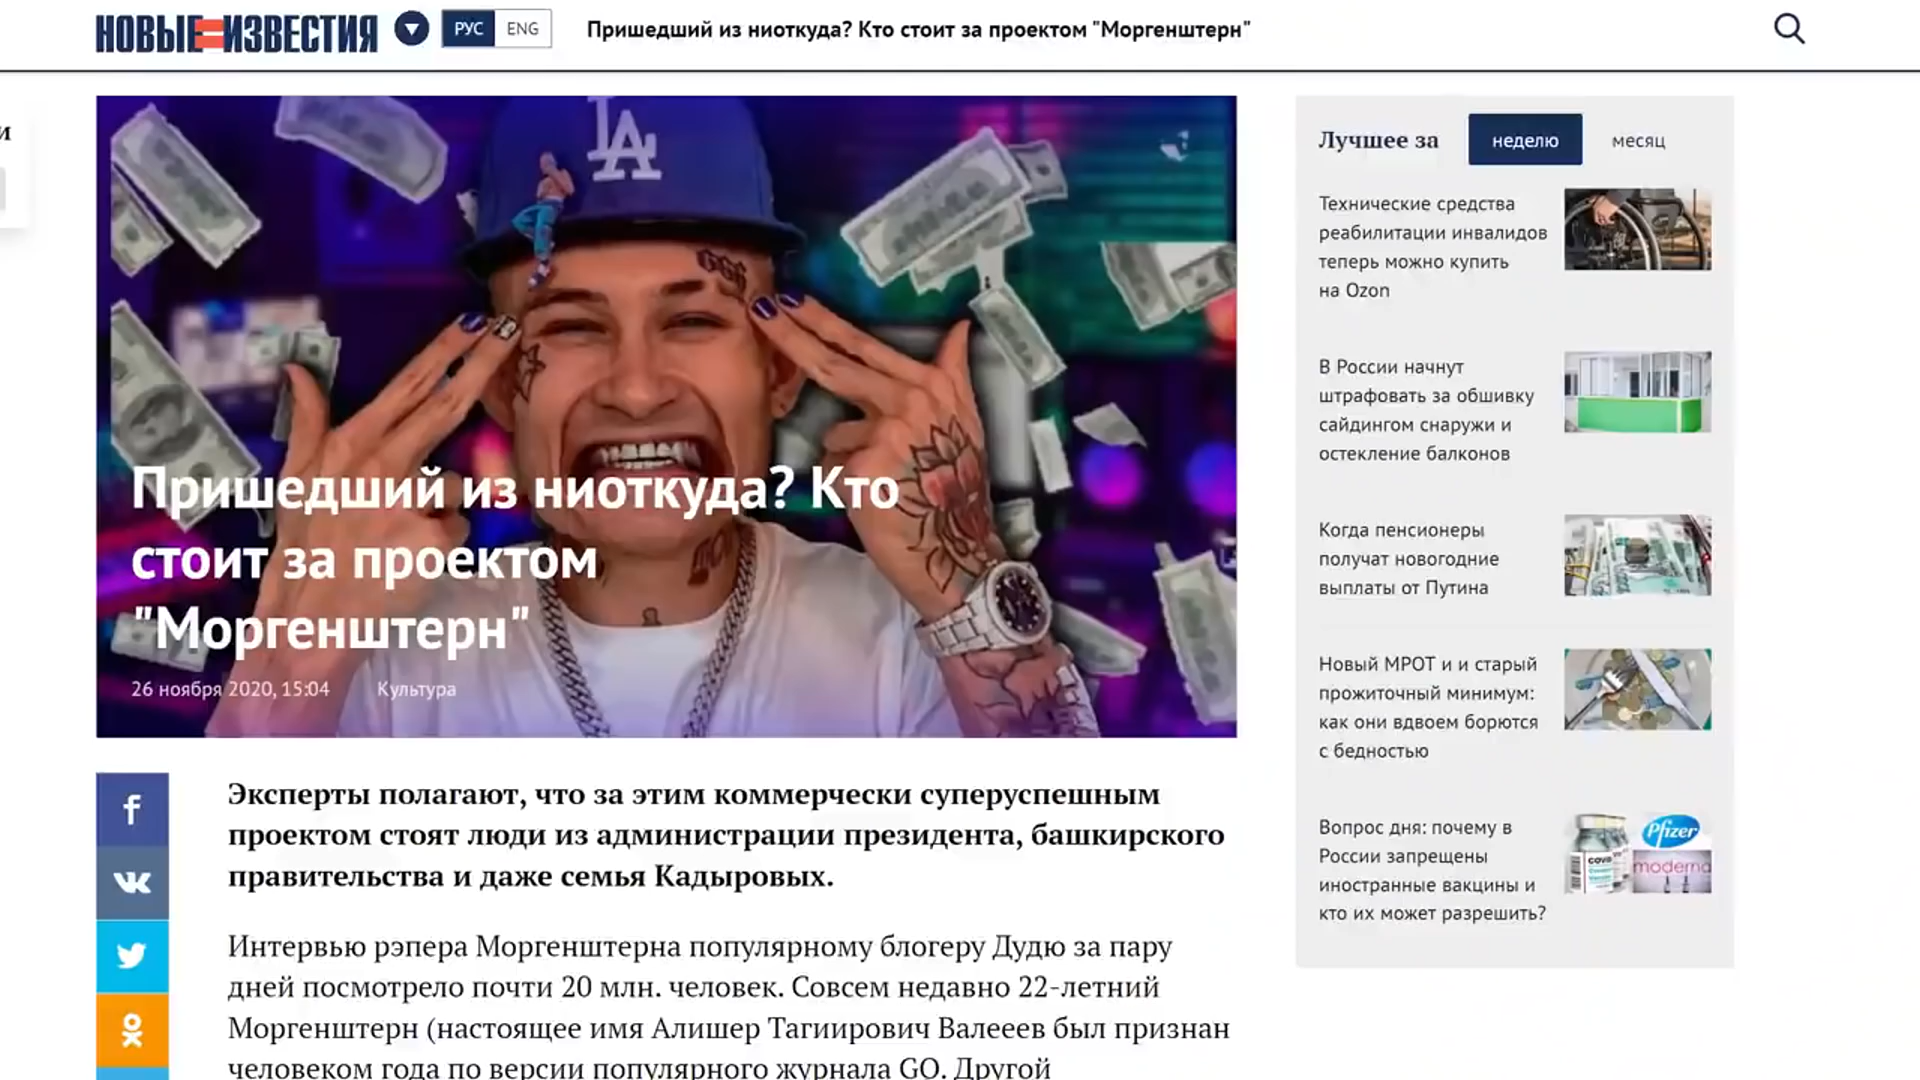 НОВЫЕ ИЗВЕСТИЯ
РУС
ENG
Пришедший из ниоткуда? Кто стоит за проектом "Моргенштерн"
и
LA
666
Пришедший из ниоткуда? Кто
стоит за проектом
"Моргенштерн"
26 ноября 2020, 15:04
Культура
Эксперты полагают, что за этим коммерчески суперуспешным
проектом стоят люди из администрации президента, башкирского
правительства и даже семья Кадыровых.
Интервью рэпера Моргенштерна популярному блогеру Дудю за пару
дней посмотрело почти 20 млн. человек. Совсем недавно 22-летний
Моргенштерн (настоящее имя Алишер Тагиирович Валееев был признан
человеком года по версии популярного журнала GQ. Другой
Лучшее за
неделю
месяц
Технические средства
реабилитации инвалидов
теперь можно купить
на Ozon
В России начнут
штрафовать за обшивку
сайдингом снаружи и
остекление балконов
Когда пенсионеры
получат новогодние
выплаты от Путина
Новый МРОТ и и старый
прожиточный минимум:
как они вдвоем борются
с бедностью
Вопрос дня: почему в
России запрещены
иностранные вакцины и
кто их может разрешить?
Pfizer
moderna